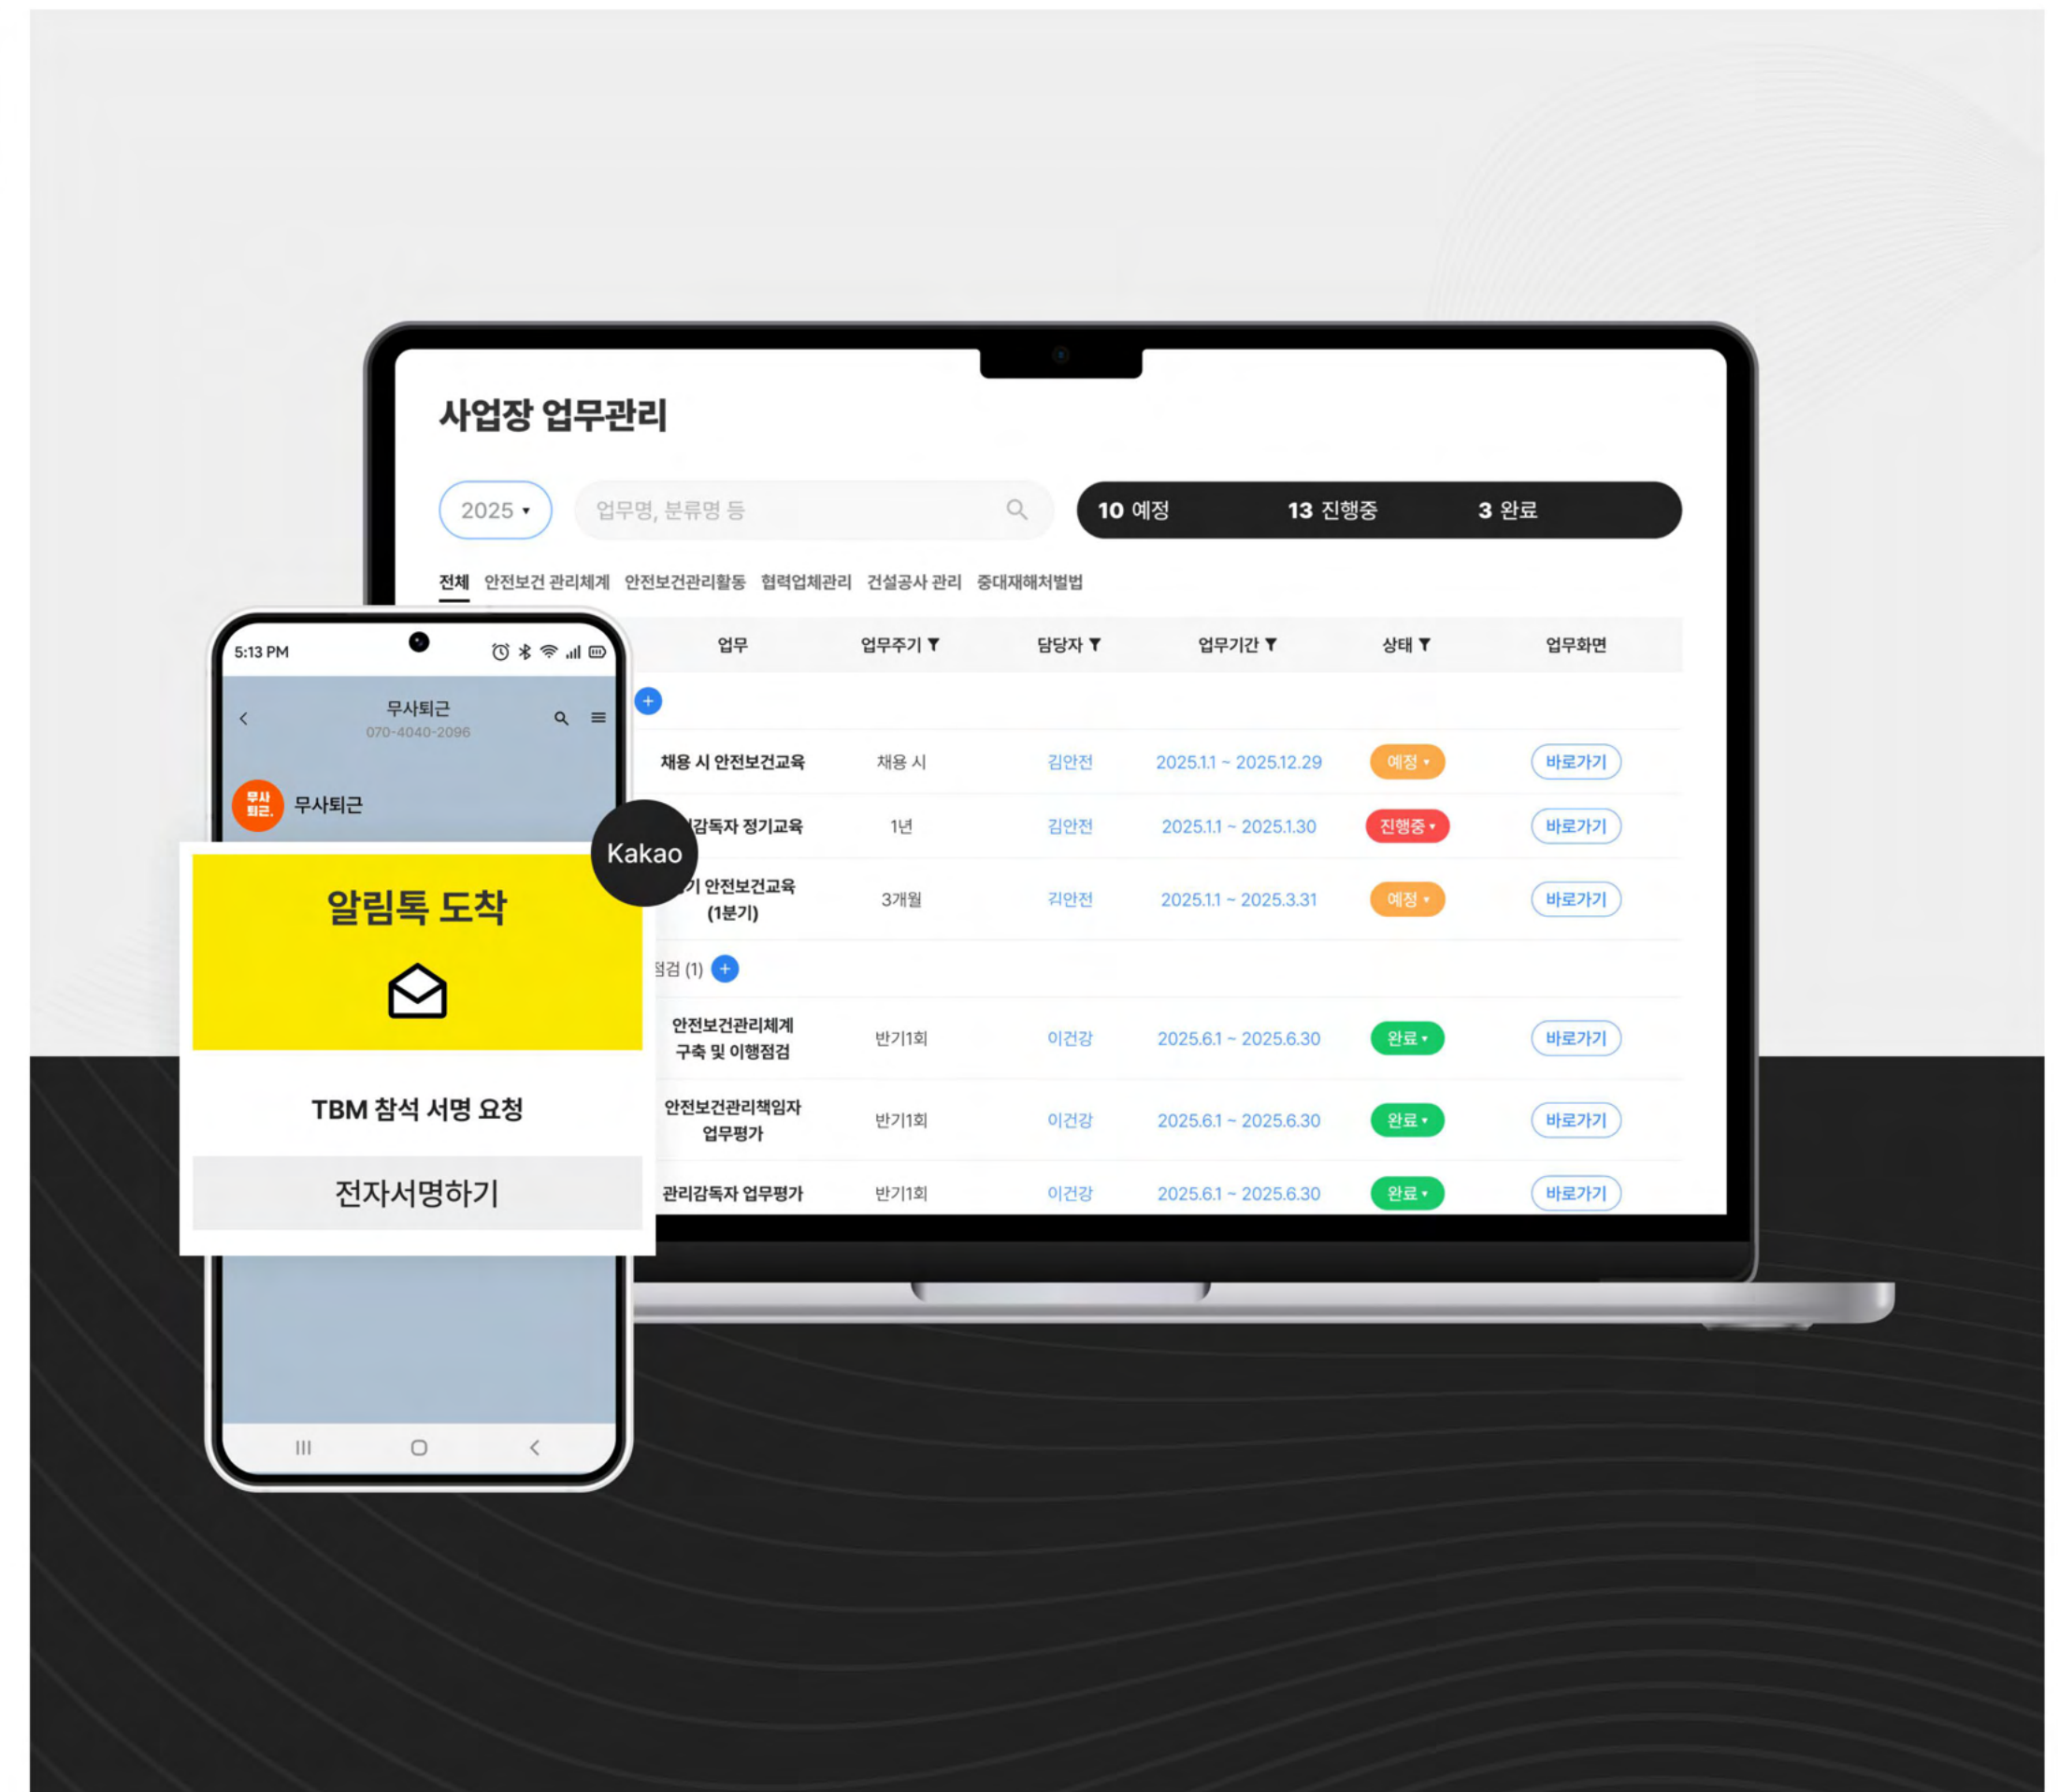 사업장 업무관리
2025
업무명, 분류명 등
10 예정 13 진행중 3 완료
전체 안전보건 관리체계 안전보건관리활동 협력업체관리 건설공사 관리 중대재해처벌법
업무 업무주기 담당자 업무기간 상태 업무화면
채용 시 안전보건교육 채용 시 김안전 2025.1.1 ~ 2025.12.29 예정 바로가기
감독자 정기교육 1년 김안전 2025.1.1 ~ 2025.1.30 진행중 바로가기
기 안전보건교육
(1분기) 3개월 김안전 2025.1.1 ~ 2025.3.31 예정 바로가기
점검 (1)
안전보건관리체계
구축 및 이행점검 반기1회 이건강 2025.6.1 ~ 2025.6.30 완료 바로가기
안전보건관리책임자
업무평가 반기1회 이건강 2025.6.1 ~ 2025.6.30 완료 바로가기
관리감독자 업무평가 반기1회 이건강 2025.6.1 ~ 2025.6.30 완료 바로가기
5:13 PM
무사퇴근
070-4040-2096
무사
퇴근.
무사퇴근
Kakao
알림톡 도착
TBM 참석 서명 요청
전자서명하기